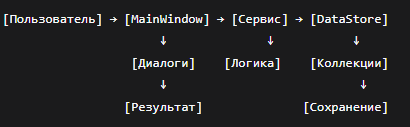 [Пользователь] → [MainWindow] → [Сервис] → [DataStore]
↓ ↓ ↓
[Диалоги] [Логика] [Коллекции]
↓ ↓
[Результат] [Сохранение]